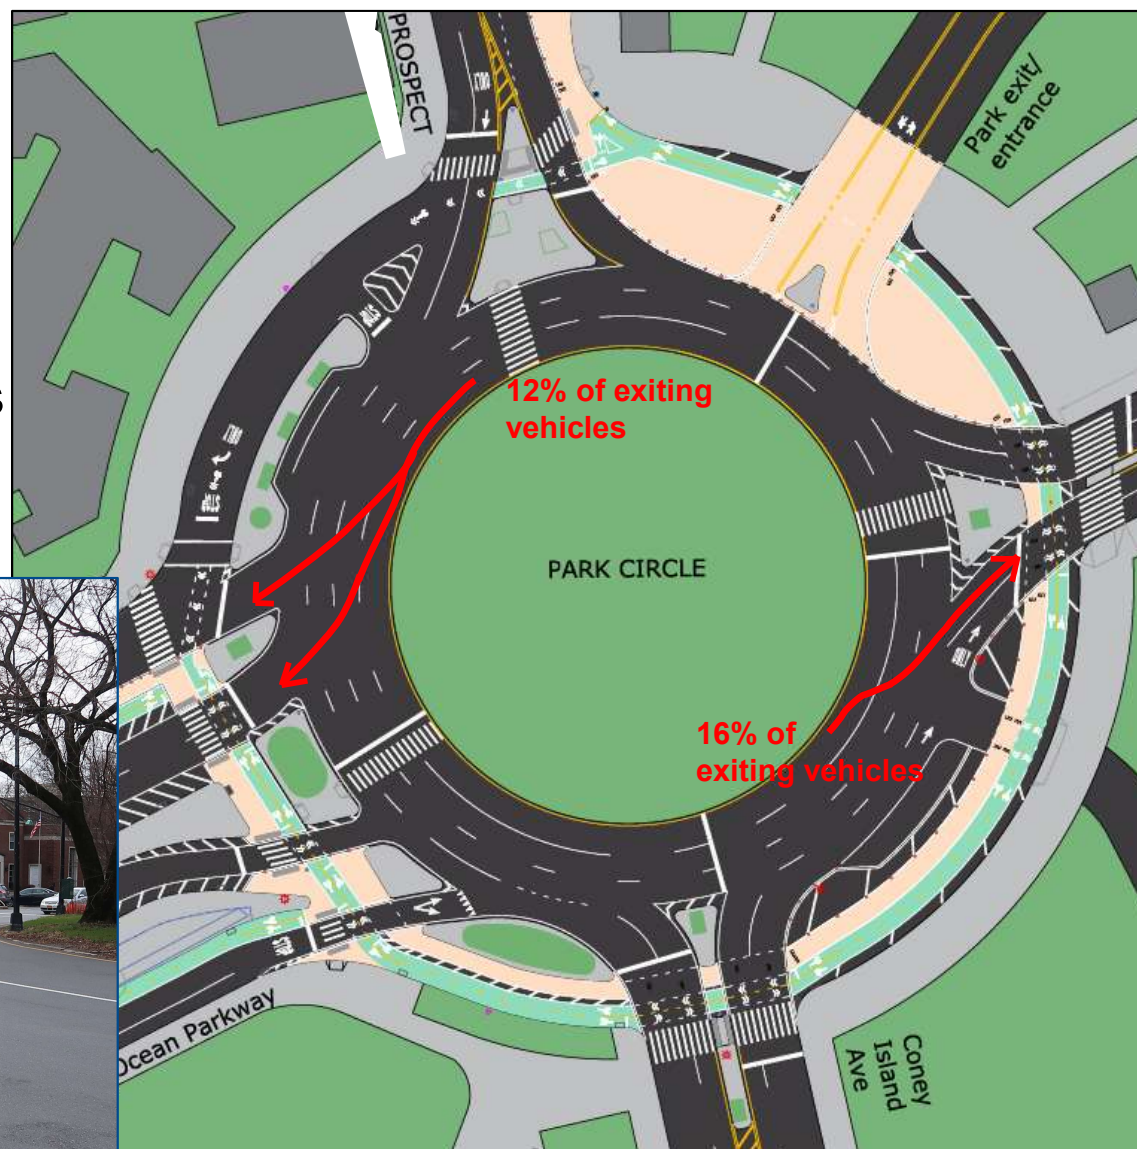 PROSPECT
Park exit/
entrance
s
12% of exiting
vehicles
PARK CIRCLE
16% of
exiting vehicles
Ocean Parkway
Coney
Island
Ave